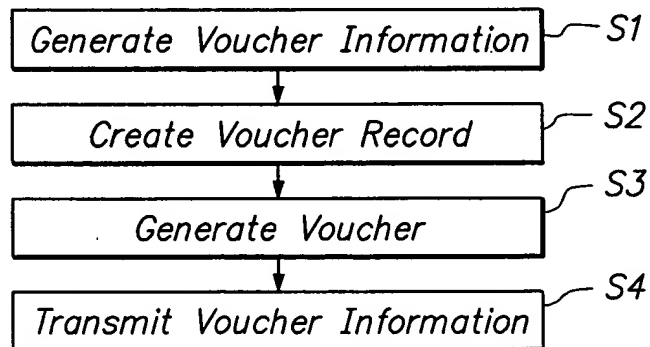 Generate Voucher Information S1
Create Voucher Record S2
Generate Voucher S3
Transmit Voucher Information S4